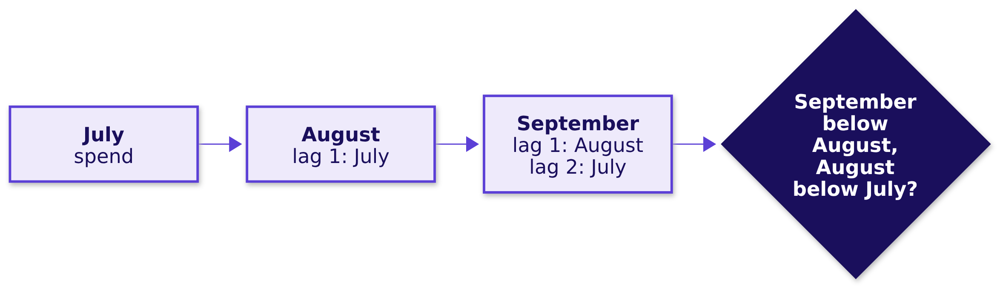 July
spend
August
lag 1: July
September
lag 1: August
lag 2: July
September
below
August,
August
below July?